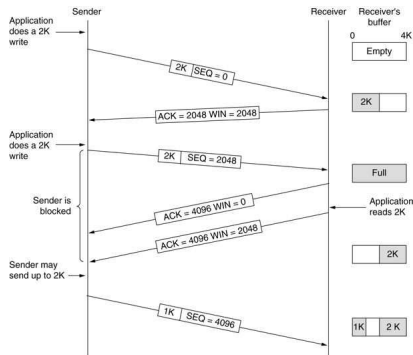 Sender
Receiver
Receiver's
buffer
Application
does a 2K
write
0 4K
Empty
2K SEQ = 0
2K
ACK = 2048 WIN = 2048
Application
does a 2K
write
2K SEQ = 2048
Full
Sender is
blocked
ACK = 4096 WIN = 0
Application
reads 2K
ACK = 4096 WIN = 2048
2K
Sender may
send up to 2K
1K SEQ = 4096
1K 2 K